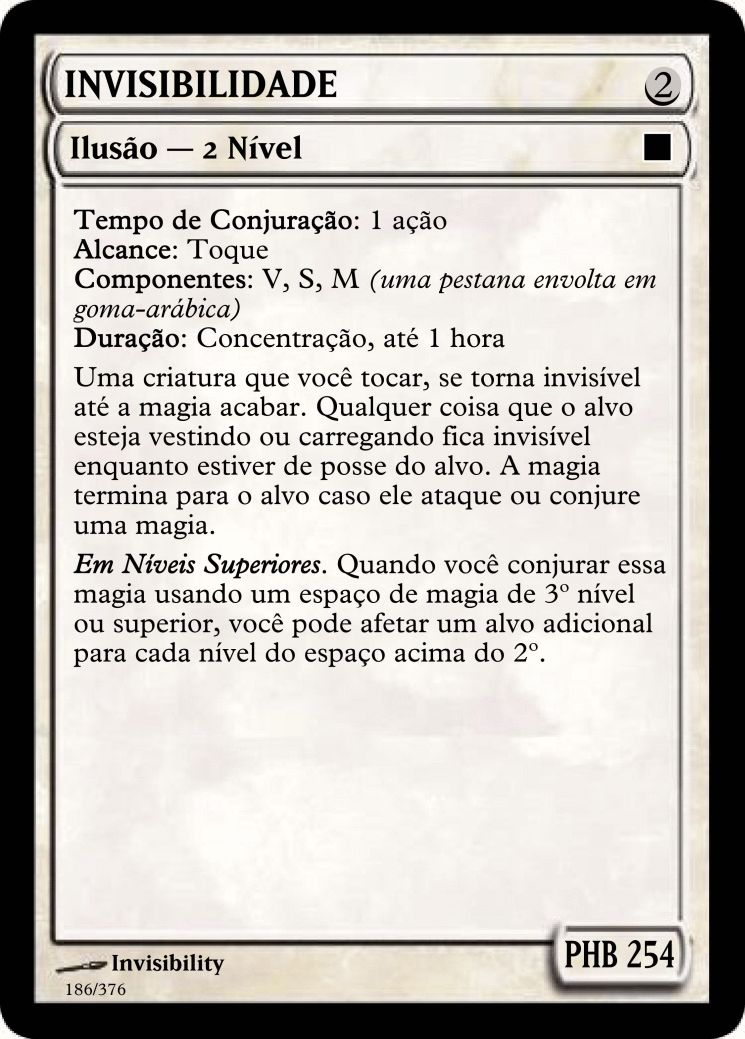 INVISIBILIDADE
2
Ilusão — 2 Nível
Tempo de Conjuração: 1 ação
Alcance: Toque
Componentes: V, S, M (uma pestana envolta em
goma-arábica)
Duração: Concentração, até 1 hora
Uma criatura que você tocar, se torna invisível
até a magia acabar. Qualquer coisa que o alvo
esteja vestindo ou carregando fica invisível
enquanto estiver de posse do alvo. A magia
termina para o alvo caso ele ataque ou conjure
uma magia.
Em Níveis Superiores. Quando você conjurar essa
magia usando um espaço de magia de 3º nível
ou superior, você pode afetar um alvo adicional
para cada nível do espaço acima do 2º.
PHB 254
Invisibility
186/376